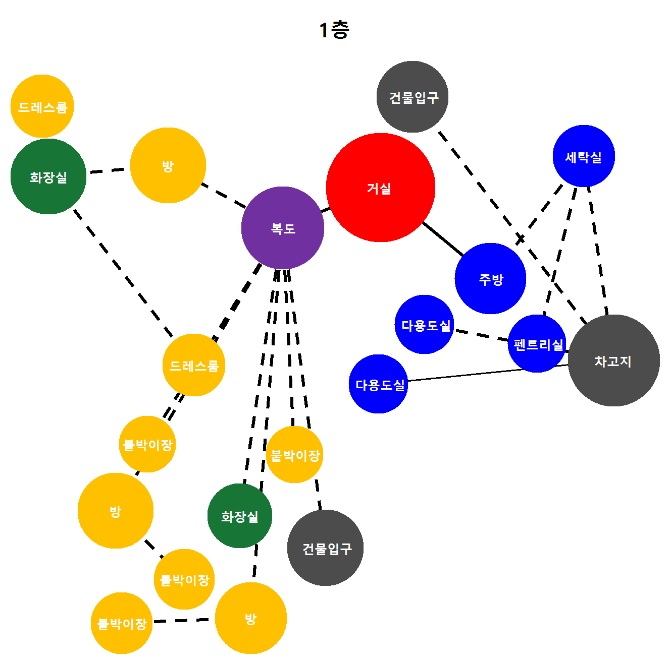 1층
건물입구
드레스룸
세탁실
방
화장실
거실
복도
주방
다용도실
펜트리실
차고지
드레스룸
다용도실
붙박이장
붙박이장
방
화장실
건물입구
붙박이장
방
붙박이장